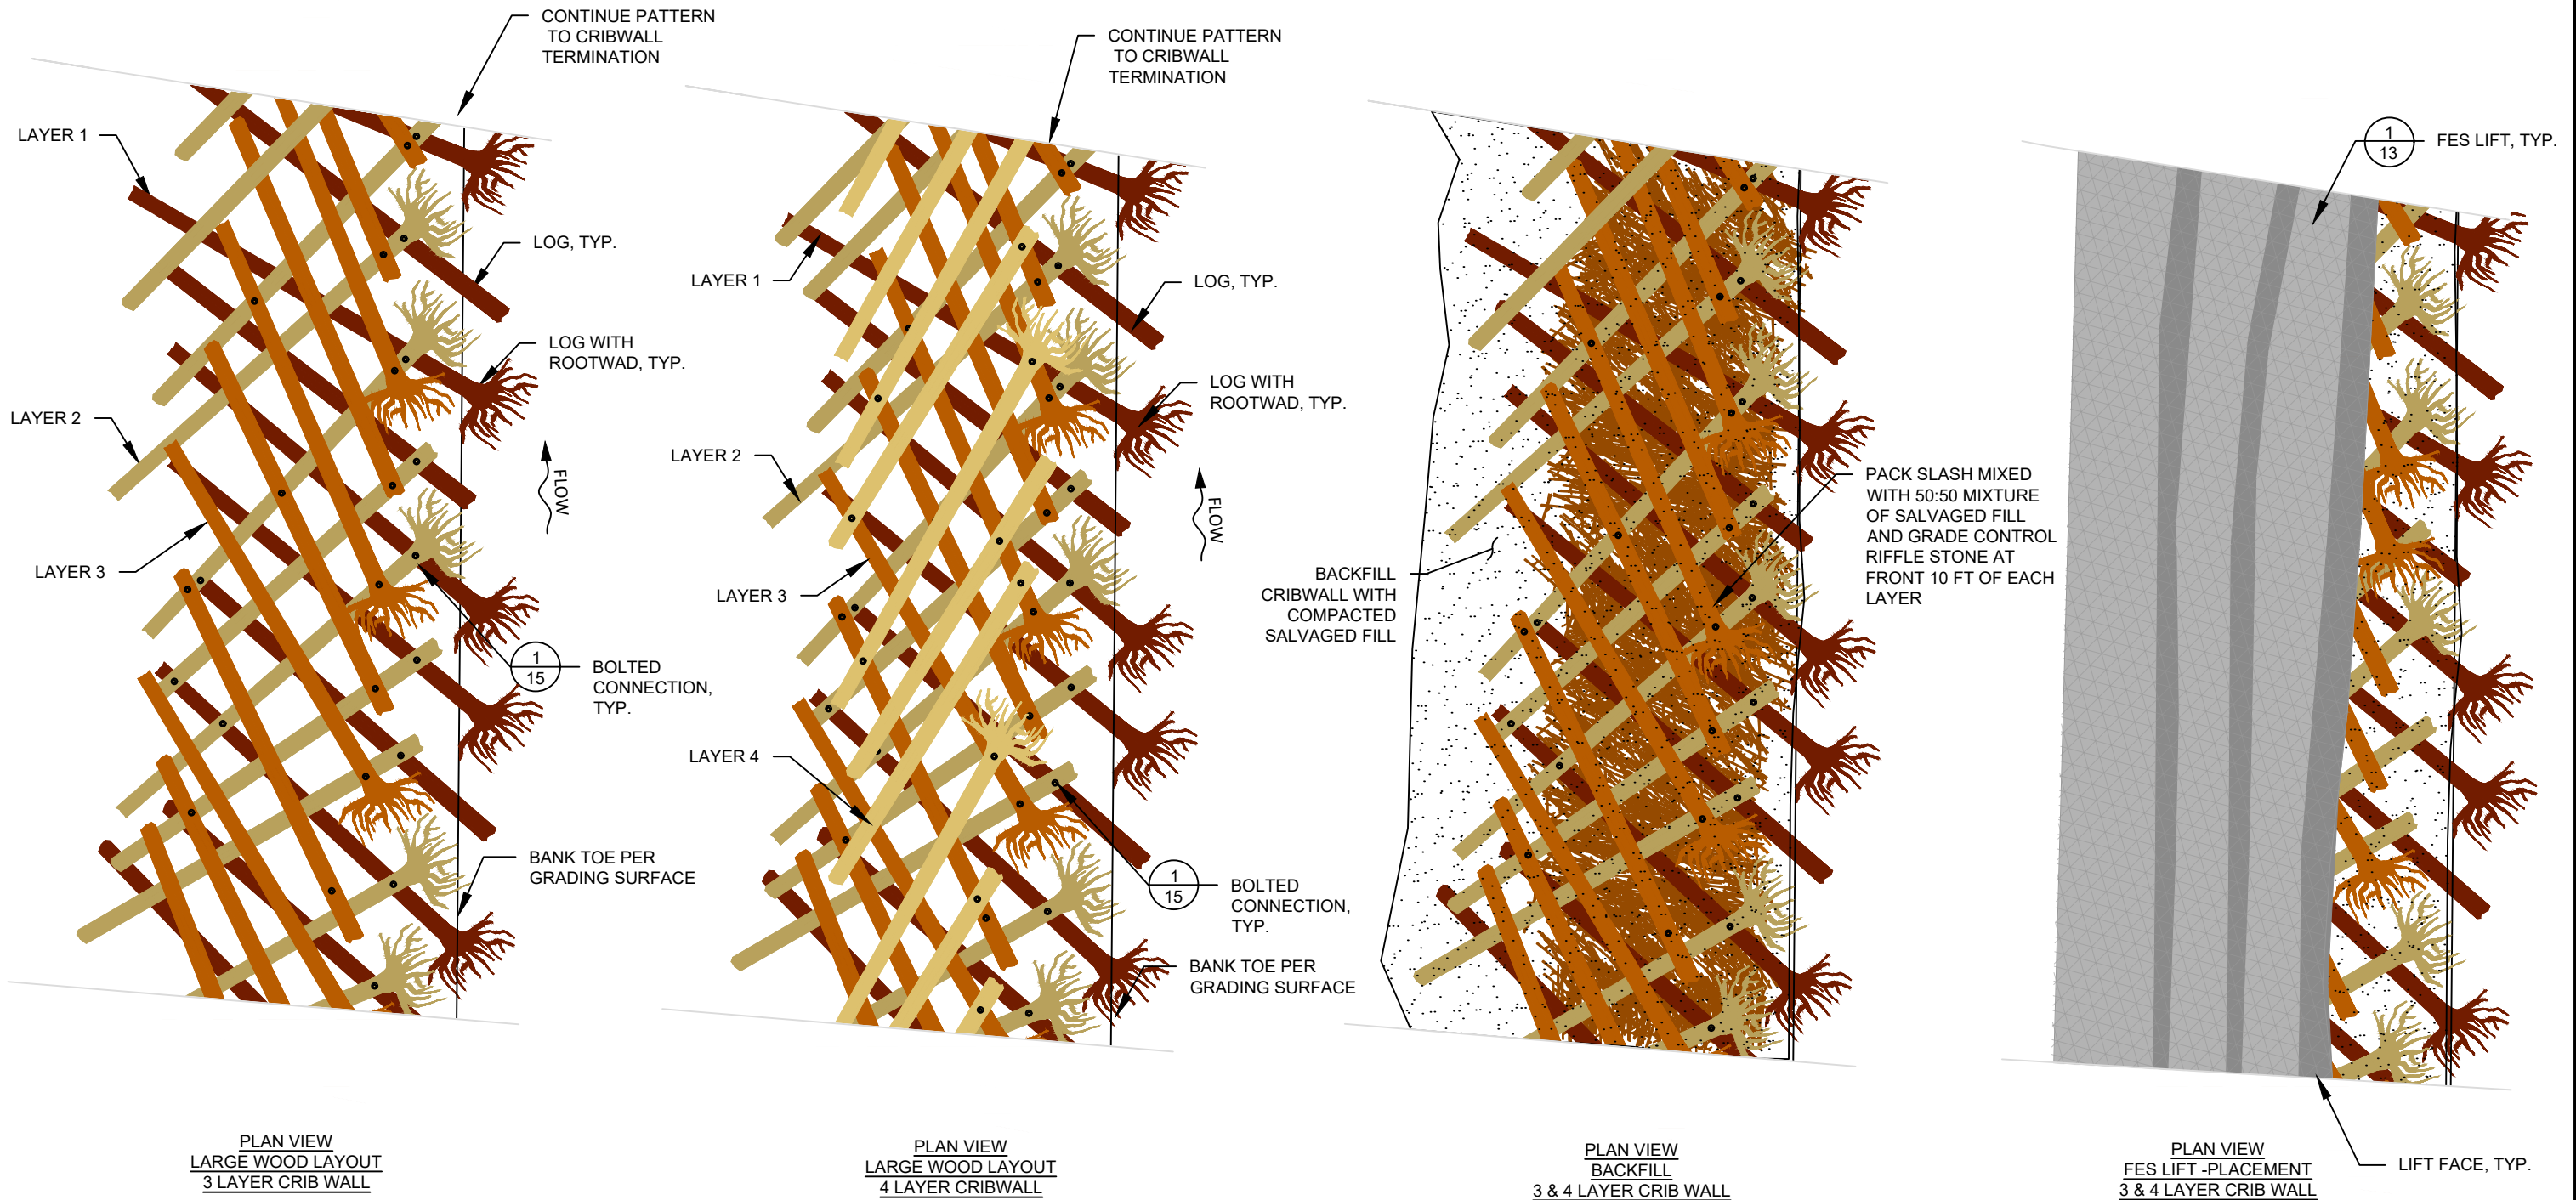 CONTINUE PATTERN
TO CRIBWALL
TERMINATION
LAYER 1
LOG, TYP.
LOG WITH
ROOTWAD, TYP.
LAYER 2
FLOW
LAYER 3
1
15
BOLTED
CONNECTION,
TYP.
BANK TOE PER
GRADING SURFACE
PLAN VIEW
LARGE WOOD LAYOUT
3 LAYER CRIB WALL
CONTINUE PATTERN
TO CRIBWALL
TERMINATION
LAYER 1
LOG, TYP.
LOG WITH
ROOTWAD, TYP.
LAYER 2
FLOW
LAYER 3
LAYER 4
1
15
BOLTED
CONNECTION,
TYP.
BANK TOE PER
GRADING SURFACE
PLAN VIEW
LARGE WOOD LAYOUT
4 LAYER CRIBWALL
PACK SLASH MIXED
WITH 50:50 MIXTURE
OF SALVAGED FILL
AND GRADE CONTROL
RIFFLE STONE AT
FRONT 10 FT OF EACH
LAYER
BACKFILL
CRIBWALL WITH
COMPACTED
SALVAGED FILL
PLAN VIEW
BACKFILL
3 & 4 LAYER CRIB WALL
1
13
FES LIFT, TYP.
LIFT FACE, TYP.
PLAN VIEW
FES LIFT -PLACEMENT
3 & 4 LAYER CRIB WALL